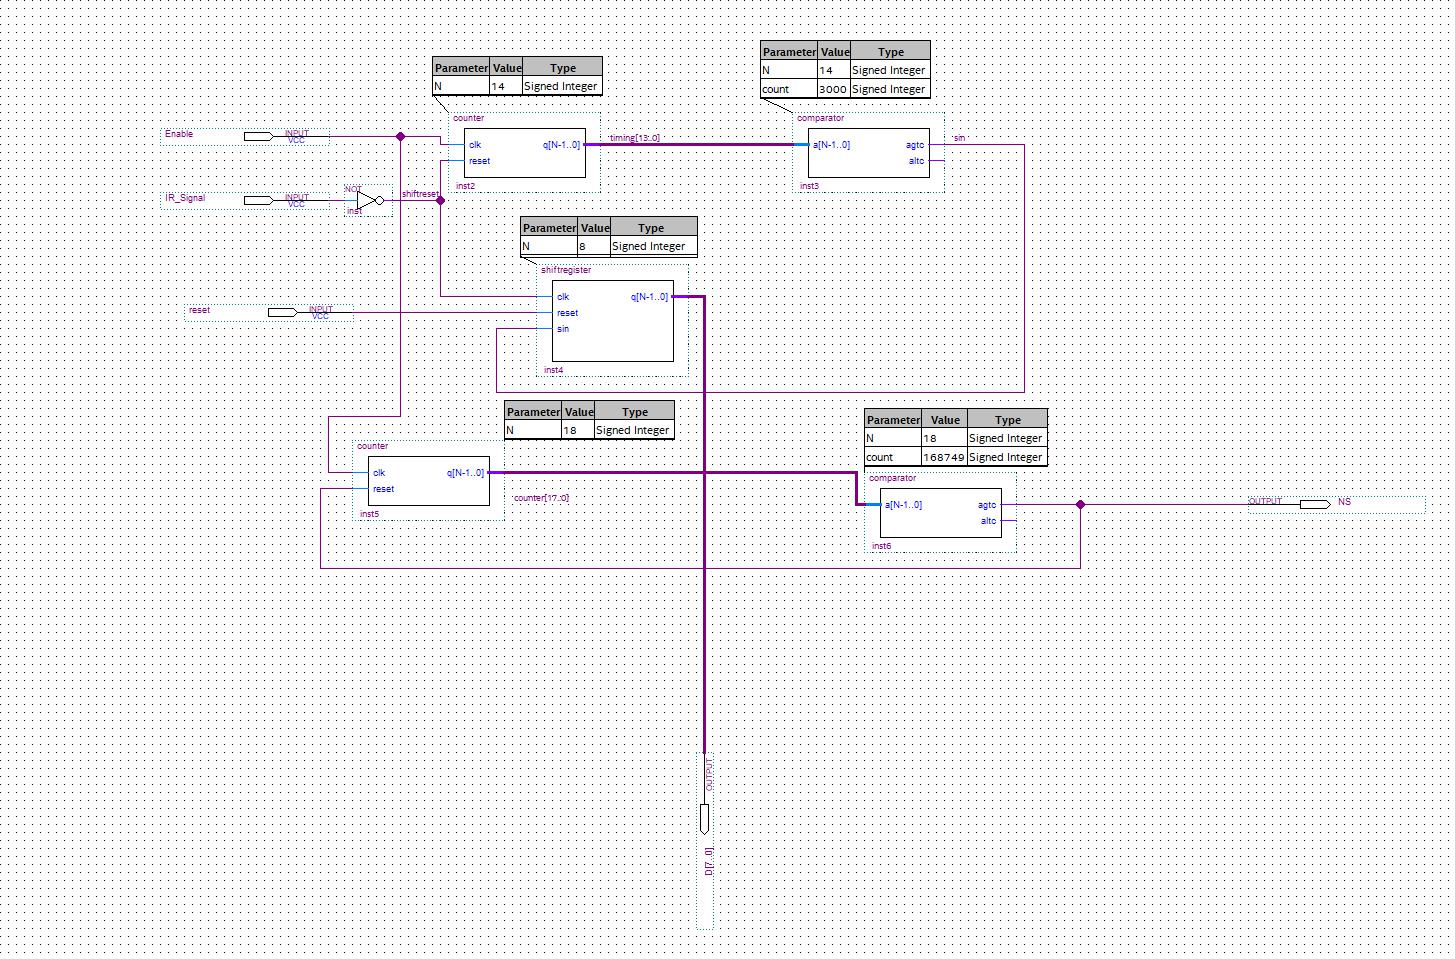 Parameter Value Type
N 14 Signed Integer
count 3000 Signed Integer
Parameter Value Type
N 14 Signed Integer
counter
clk q[N-1..0]
reset
inst2
timing[13..0]
comparator
a[N-1..0] agtc
altc
inst3
sin
Enable INPUT
VCC
IR_Signal INPUT
VCC
NOT
inst
shiftreset
Parameter Value Type
N 8 Signed Integer
shiftregister
clk q[N-1..0]
reset
sin
inst4
reset INPUT
VCC
Parameter Value Type
N 18 Signed Integer
Parameter Value Type
N 18 Signed Integer
count 168749 Signed Integer
counter
clk q[N-1..0]
reset
inst5
counter[17..0]
comparator
a[N-1..0] agtc
altc
inst6
OUTPUT NS
OUTPUT
D[7..0]